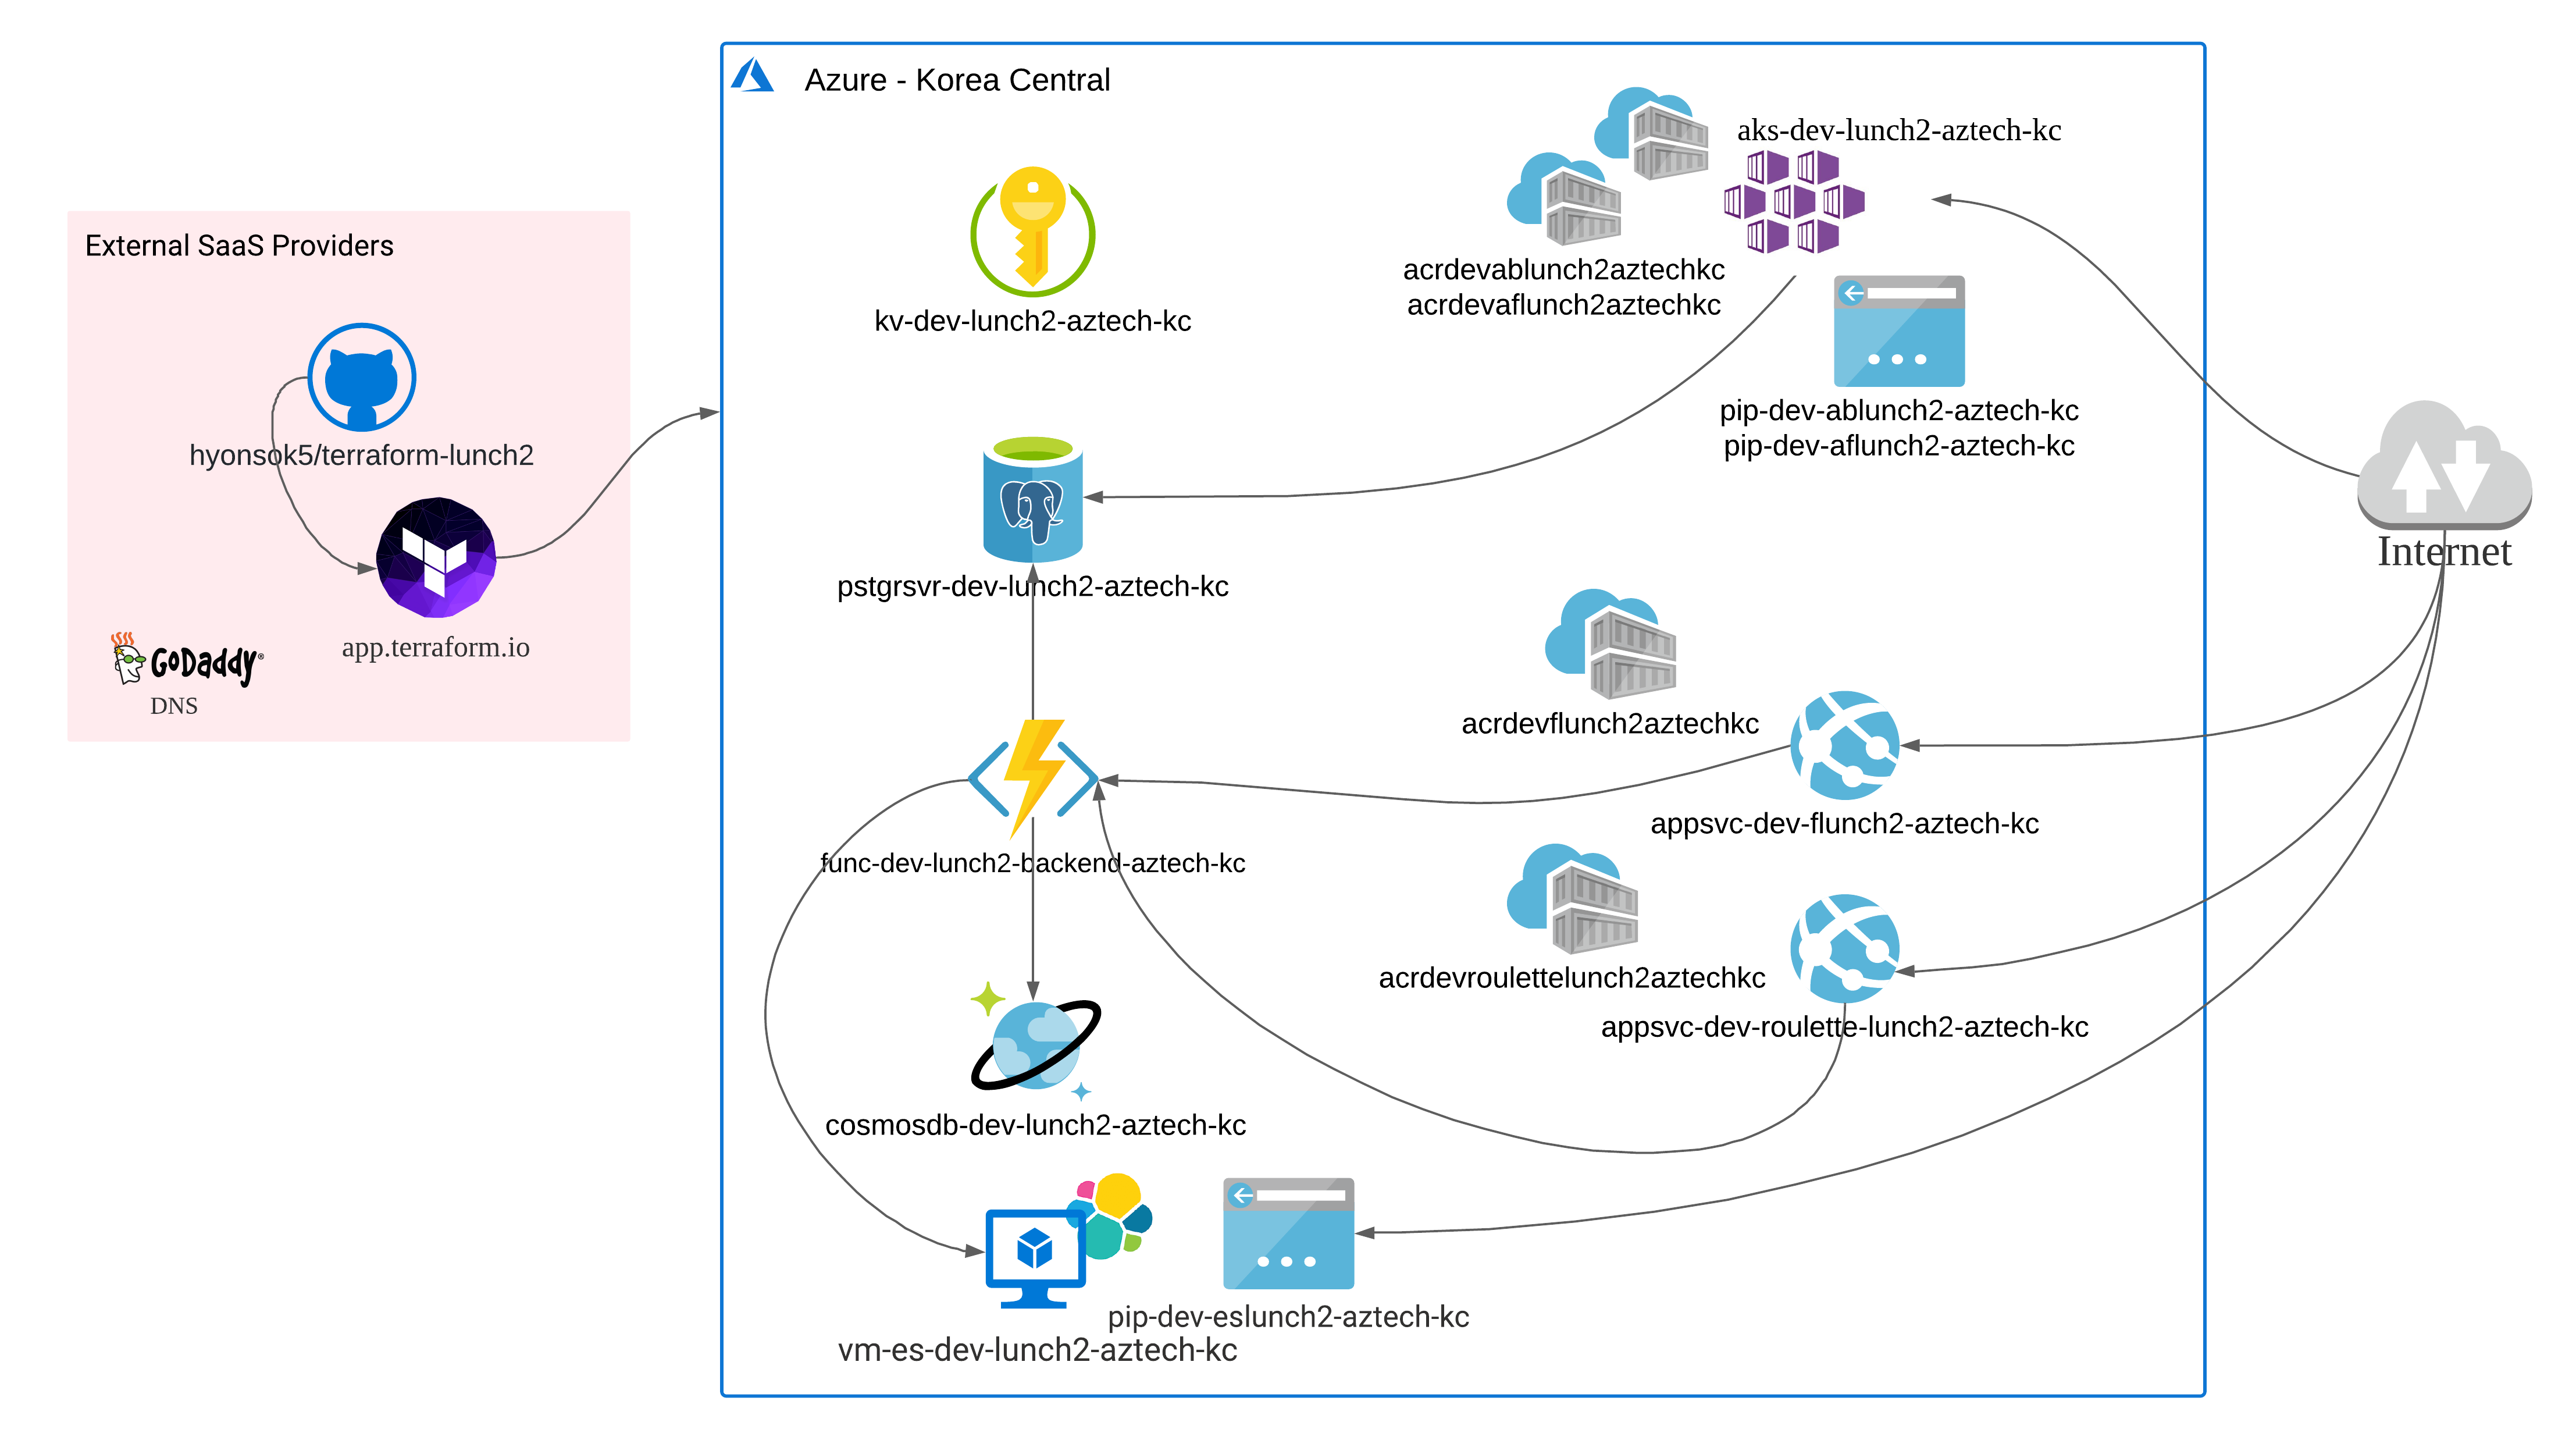 Azure - Korea Central
aks-dev-lunch2-aztech-kc
External SaaS Providers
acrdevablunch2aztechkc
acrdevaflunch2aztechkc
kv-dev-lunch2-aztech-kc
pip-dev-ablunch2-aztech-kc
pip-dev-aflunch2-aztech-kc
hyonsok5/terraform-lunch2
Internet
pstgrsvr-dev-lunch2-aztech-kc
app.terraform.io
GoDaddy®
DNS
acrdevflunch2aztechkc
appsvc-dev-flunch2-aztech-kc
func-dev-lunch2-backend-aztech-kc
acrdevroulettelunch2aztechkc
appsvc-dev-roulette-lunch2-aztech-kc
cosmosdb-dev-lunch2-aztech-kc
pip-dev-eslunch2-aztech-kc
vm-es-dev-lunch2-aztech-kc